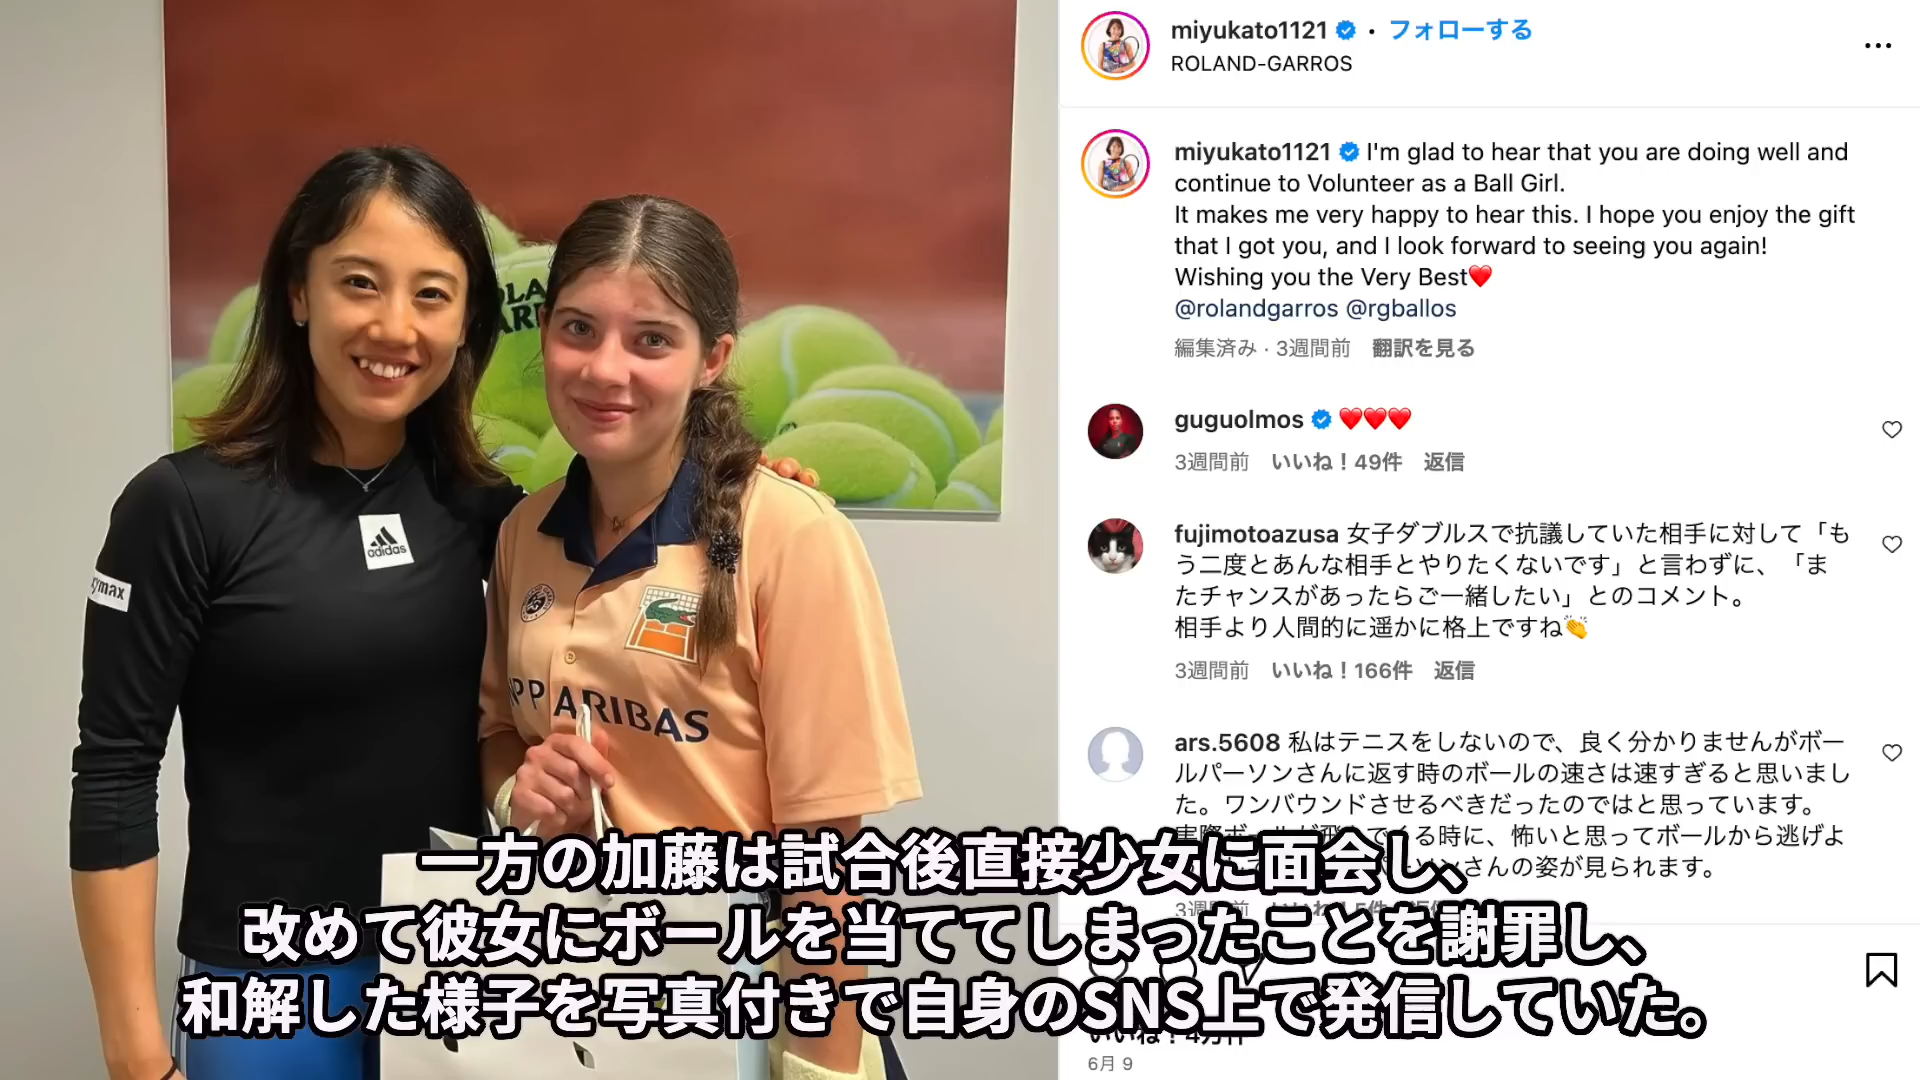 miyukato1121 • フォローする
ROLAND-GARROS
miyukato1121 I'm glad to hear that you are doing well and
continue to Volunteer as a Ball Girl.
It makes me very happy to hear this. I hope you enjoy the gift
that I got you, and I look forward to seeing you again!
Wishing you the Very Best❤️
@rolandgarros @rgballos
編集済み · 3週間前 翻訳を見る
guguolmos ❤️❤️❤️
3週間前 いいね！49件 返信
fujimotoazusa 女子ダブルスで抗議していた相手に対して「も
う二度とあんな相手とやりたくないです」と言わずに、「ま
たチャンスがあったらご一緒したい」とのコメント。
相手より人間的に遥かに格上ですね👏
3週間前 いいね！166件 返信
ars.5608 私はテニスをしないので、良く分かりませんがボー
ルパーソンさんに返す時のボールの速さは速すぎると思いまし
た。ワンバウンドさせるべきだったのではと思っています。
る時に、怖いと思ってボールから逃げよ
さんの姿が見られます。
3週間前 いいね！5件
いいね！4万件
6月 9
adidas
ymax
PARIBAS
一方の加藤は試合後直接少女に面会し、
改めて彼女にボールを当ててしまったことを謝罪し、
和解した様子を写真付きで自身のSNS上で発信していた。